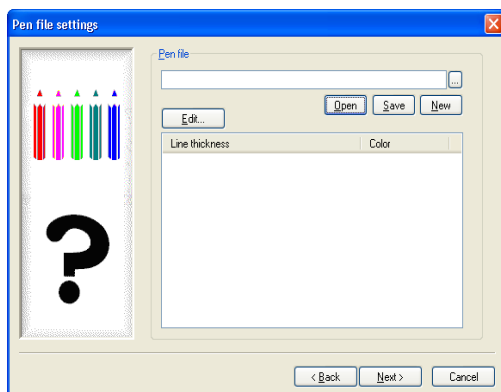 Pen file settings
Pen file
...
Open Save New
Edit...
Line thickness Color
?
< Back Next > Cancel